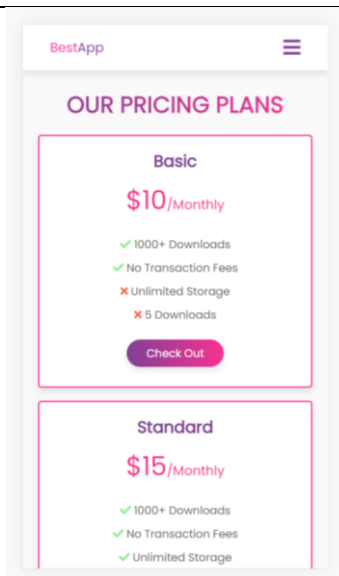 BestApp
OUR PRICING PLANS
Basic
$10/Monthly
1000+ Downloads
No Transaction Fees
Unlimited Storage
5 Downloads
Check Out
Standard
$15/Monthly
1000+ Downloads
No Transaction Fees
Unlimited Storage